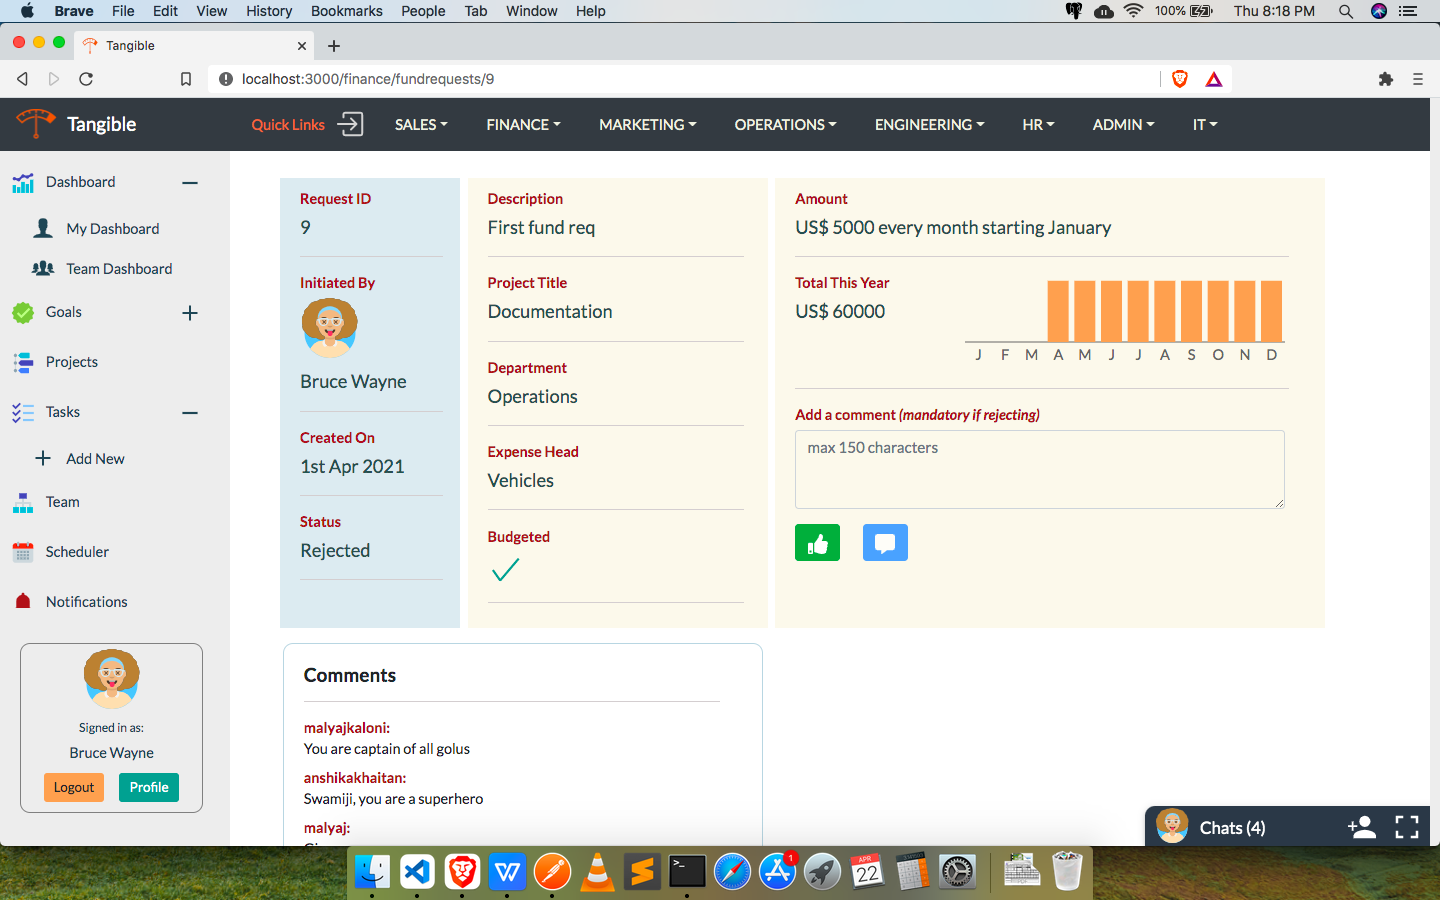 Brave File Edit View History Bookmarks People Tab Window Help 100% Thu 8:18 PM
Tangible
localhost:3000/finance/fundrequests/9
Tangible Quick Links SALES FINANCE MARKETING OPERATIONS ENGINEERING HR ADMIN IT
Dashboard
My Dashboard
Team Dashboard
Goals
Projects
Tasks
Add New
Team
Scheduler
Notifications
Signed in as:
Bruce Wayne
Logout Profile
Request ID
9
Initiated By
Bruce Wayne
Created On
1st Apr 2021
Status
Rejected
Description
First fund req
Project Title
Documentation
Department
Operations
Expense Head
Vehicles
Budgeted
Amount
US$ 5000 every month starting January
Total This Year
US$ 60000
J F M A M J J A S O N D
Add a comment (mandatory if rejecting)
max 150 characters
Comments
malyajkaloni:
You are captain of all golus
anshikakhaitan:
Swamiji, you are a superhero
malyaj:
Chats (4)
1
APR
22